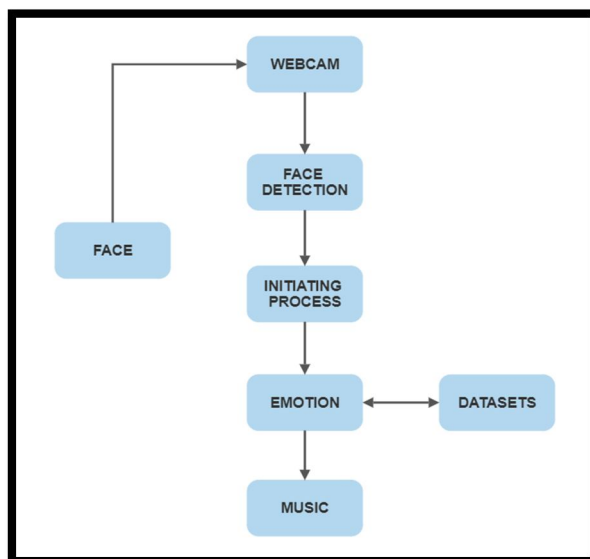 WEBCAM
FACE
DETECTION
FACE
INITIATING
PROCESS
EMOTION
DATASETS
MUSIC